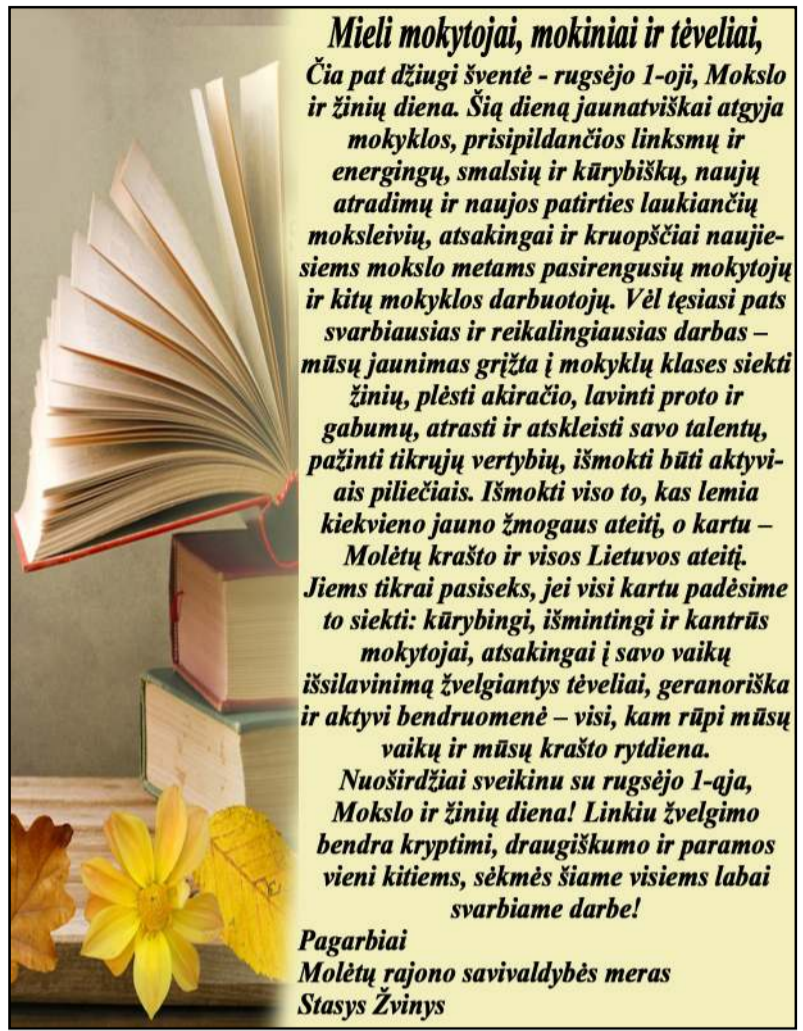 Mieli mokytojai, mokiniai ir tėveliai,
Čia pat džiugi šventė - rugsėjo 1-oji, Mokslo
ir žinių diena. Šią dieną jaunatviškai atgyja
mokyklos, prisipildančios linksmų ir
energingų, smalsių ir kūrybiškų, naujų
atradimų ir naujos patirties laukiančių
moksleivių, atsakingai ir kruopščiai naujie-
siems mokslo metams pasirengusių mokytojų
ir kitų mokyklos darbuotojų. Vėl tęsiasi pats
svarbiausias ir reikalingiausias darbas –
mūsų jaunimas grįžta į mokyklų klases siekti
žinių, plėsti akiračio, lavinti proto ir
gabumų, atrasti ir atskleisti savo talentų,
pažinti tikrųjų vertybių, išmokti būti aktyvi-
ais piliečiais. Išmokti viso to, kas lemia
kiekvieno jauno žmogaus ateitį, o kartu –
Molėtų krašto ir visos Lietuvos ateitį.
Jiems tikrai pasiseks, jei visi kartu padėsime
to siekti: kūrybingi, išmintingi ir kantrūs
mokytojai, atsakingai į savo vaikų
išsilavinimą žvelgiantys tėveliai, geranoriška
ir aktyvi bendruomenė – visi, kam rūpi mūsų
vaikų ir mūsų krašto rytdiena.
Nuoširdžiai sveikinu su rugsėjo 1-ąja,
Mokslo ir žinių diena! Linkiu žvelgimo
bendra kryptimi, draugiškumo ir paramos
vieni kitiems, sėkmės šiame visiems labai
svarbiame darbe!
Pagarbiai
Molėtų rajono savivaldybės meras
Stasys Žvinys